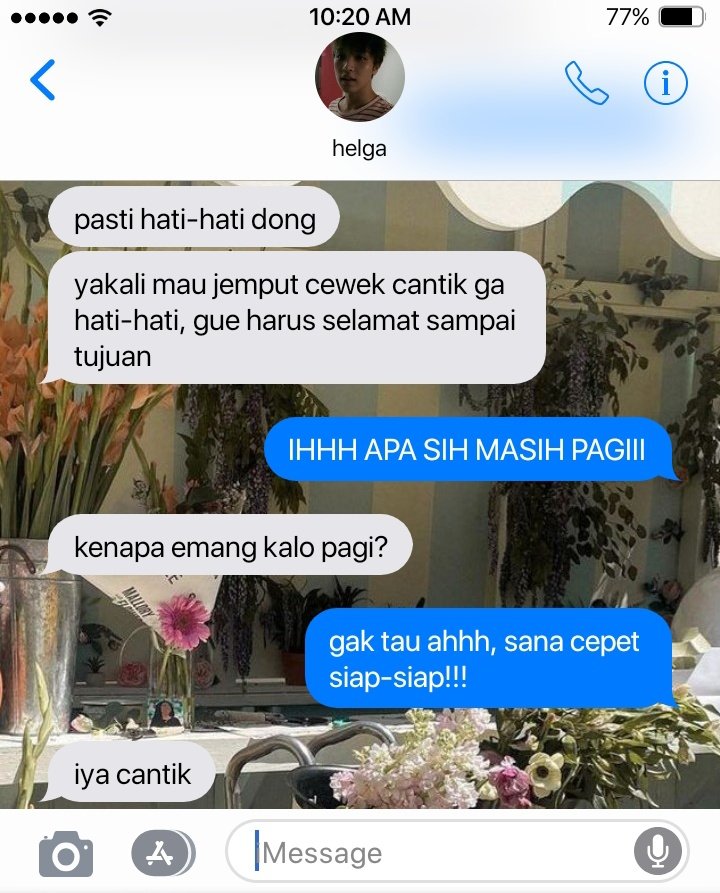 10:20 AM
77%
helga
pasti hati-hati dong
yakali mau jemput cewek cantik ga
hati-hati, gue harus selamat sampai
tujuan
IHHH APA SIH MASIH PAGIII
kenapa emang kalo pagi?
MALLORY
gak tau ahhh, sana cepet
siap-siap!!!
iya cantik
Message